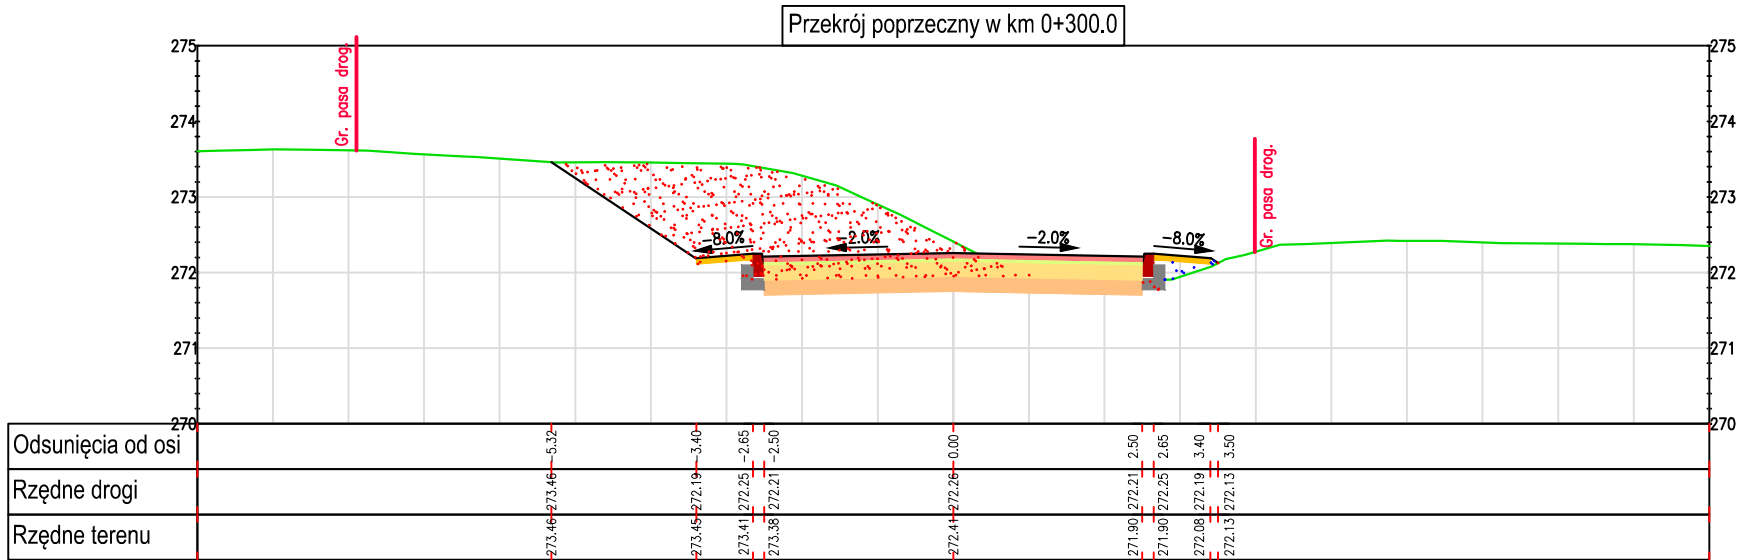 Przekrój poprzeczny w km 0+300.0
275 275
Gr. pasa drog.
274 274
Gr. pasa drog.
273 273
-8.0% -2.0% -2.0% -8.0%
272 272
271 271
270 270
Odsunięcia od osi -5.32 -3.40 -2.65 -2.50 0.00 2.50 2.65 3.40 3.50
Rzędne drogi 273.46 272.19 272.25 272.21 272.26 272.21 272.25 272.19 272.13
Rzędne terenu 273.46 273.45 273.41 273.38 272.41 271.90 271.90 272.08 272.13